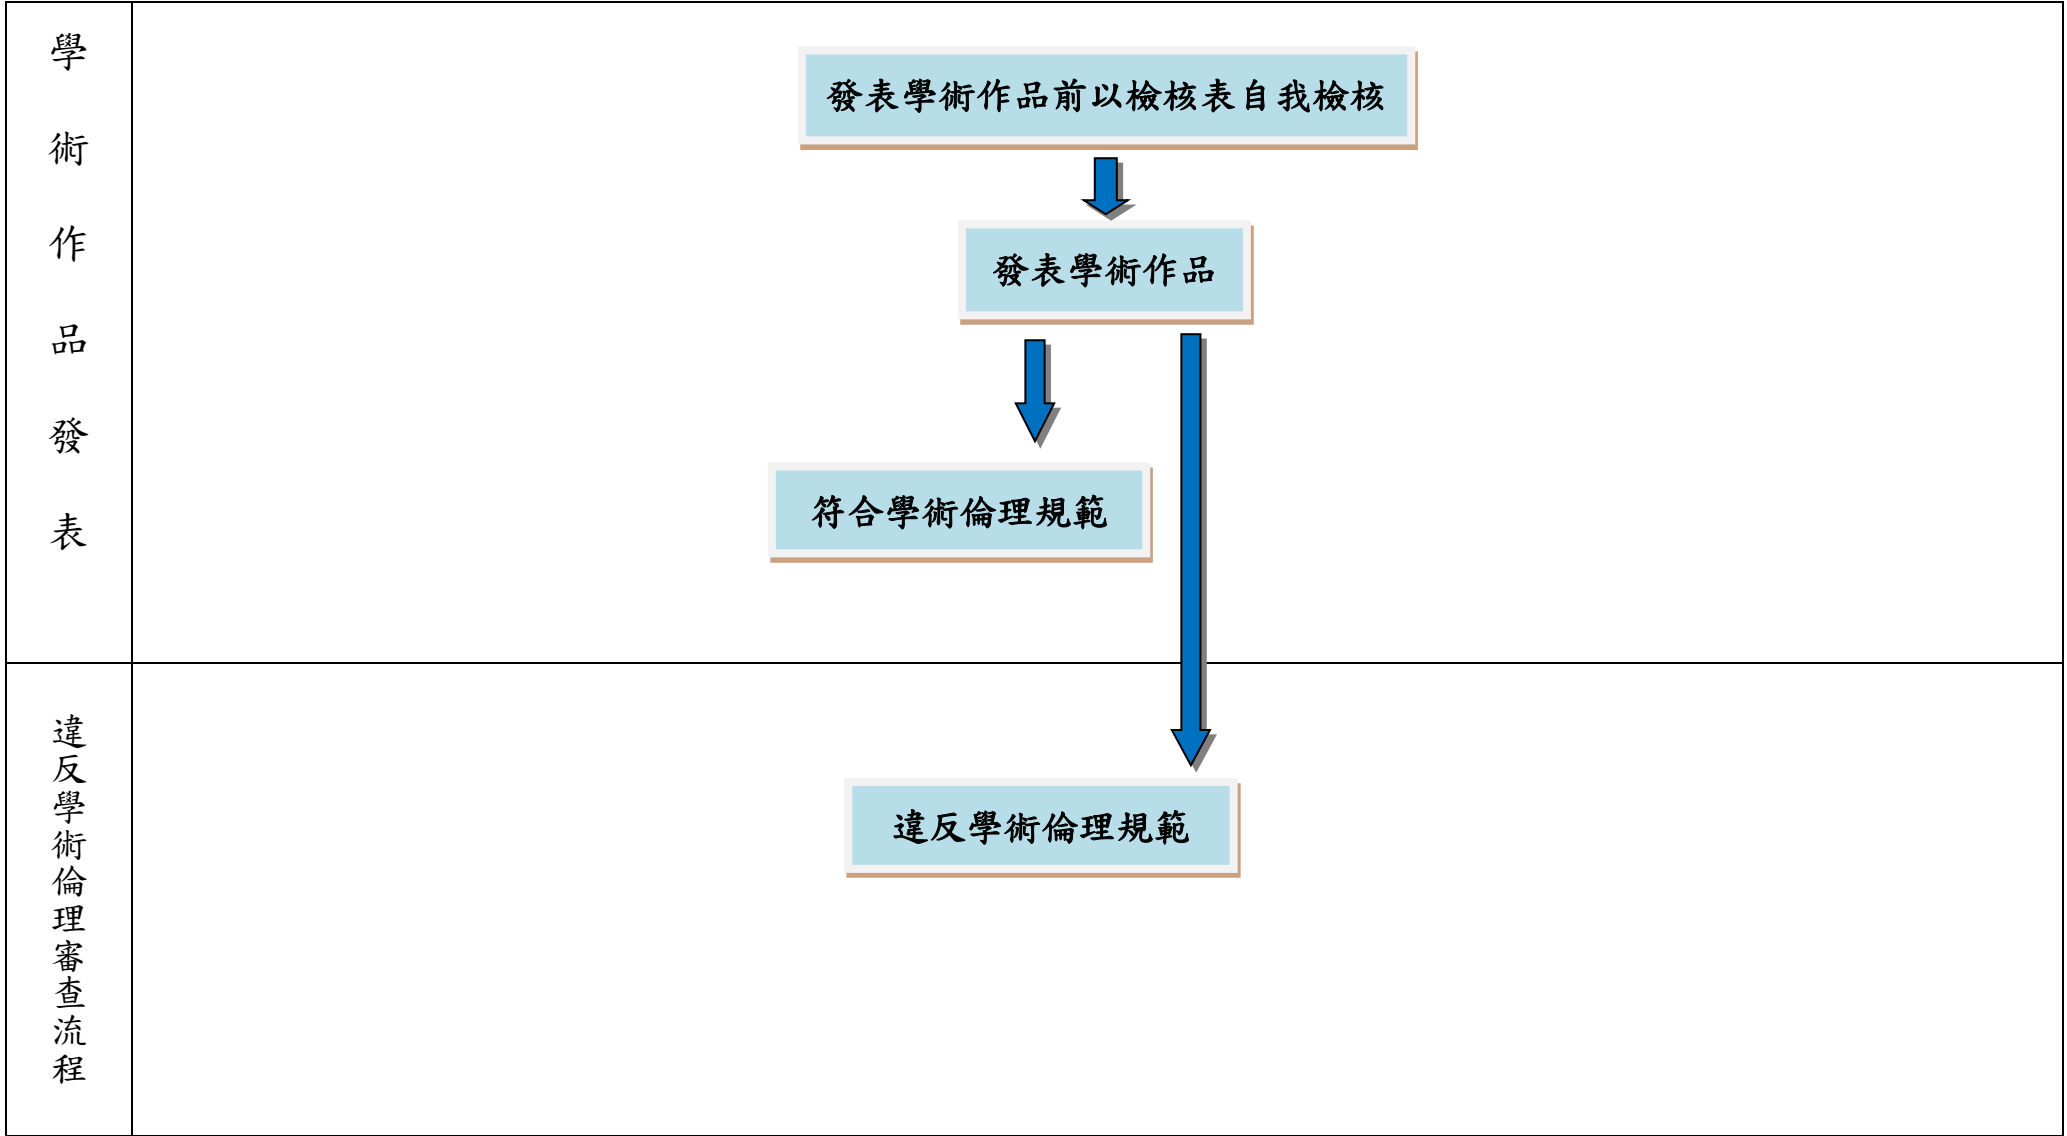 學術作品發表
發表學術作品前以檢核表自我檢核
發表學術作品
符合學術倫理規範
違反學術倫理審查流程
違反學術倫理規範